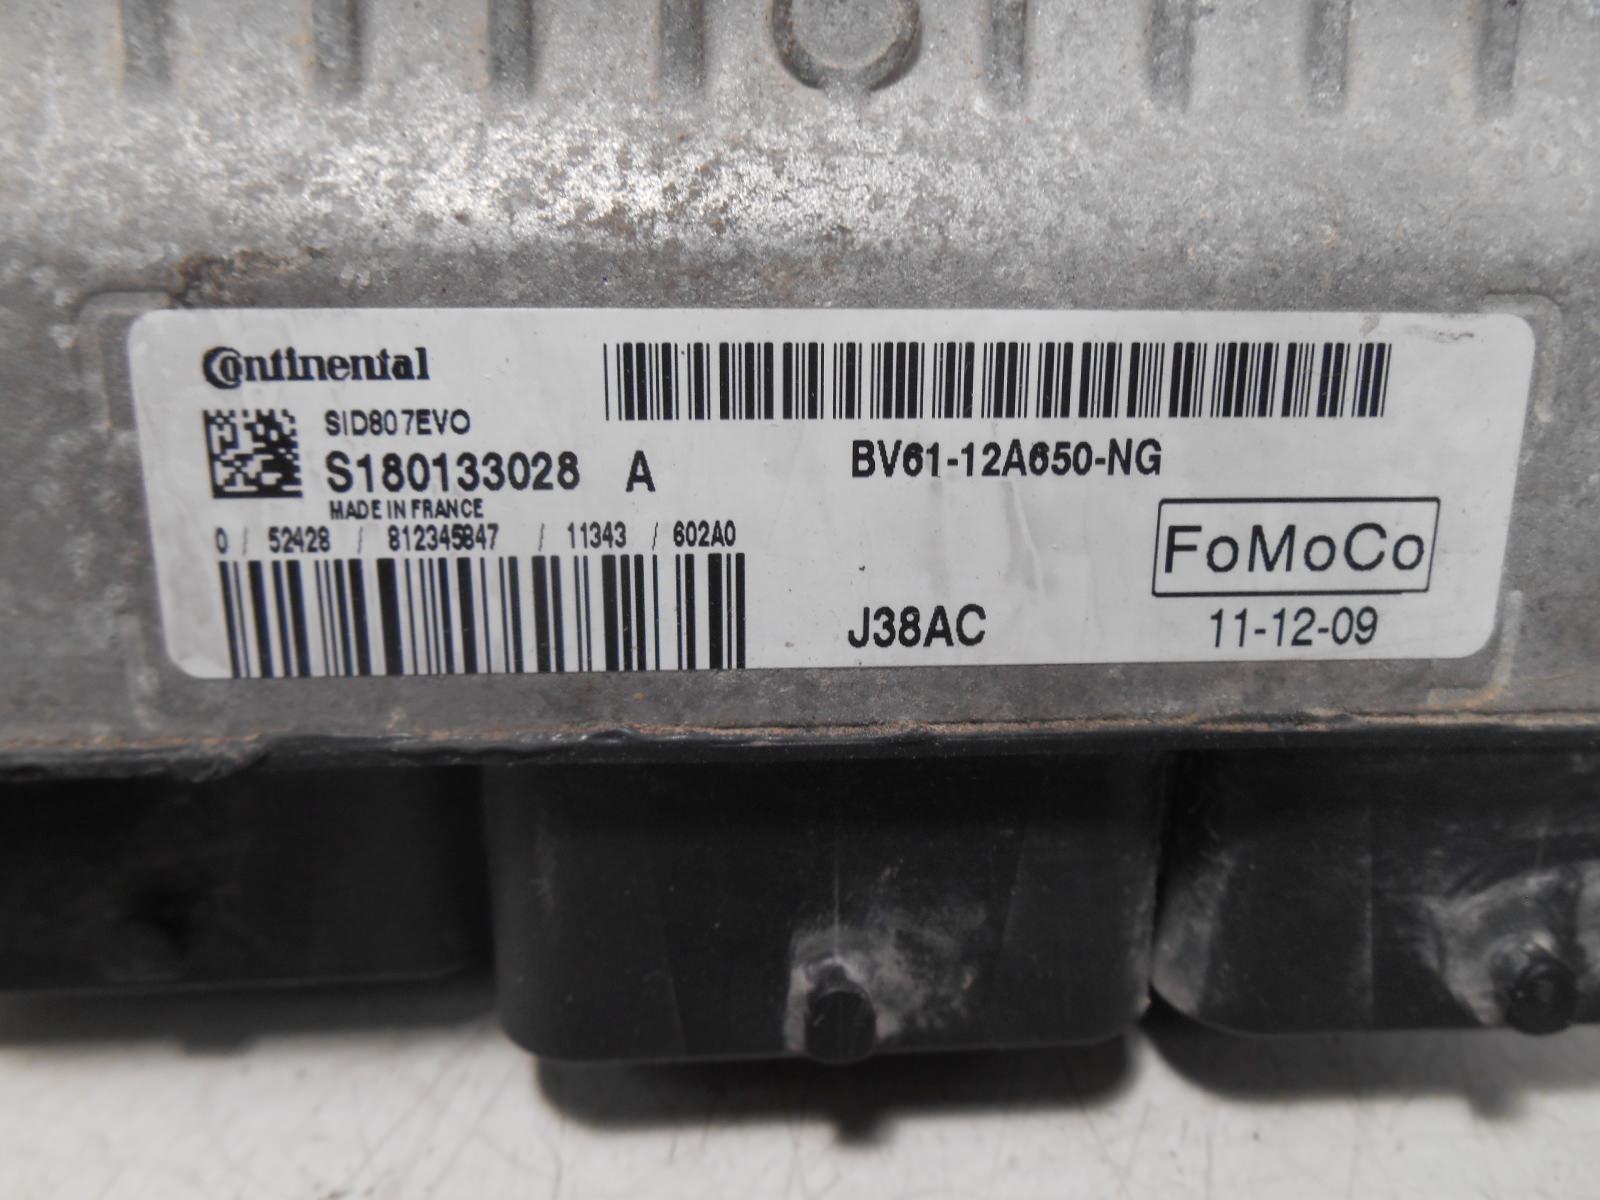 Continental
SID807EVO
S180133028 A
MADE IN FRANCE
0 / 52428 / 812345847 / 11343 / 602A0
BV61-12A650-NG
FoMoCo
J38AC
11-12-09